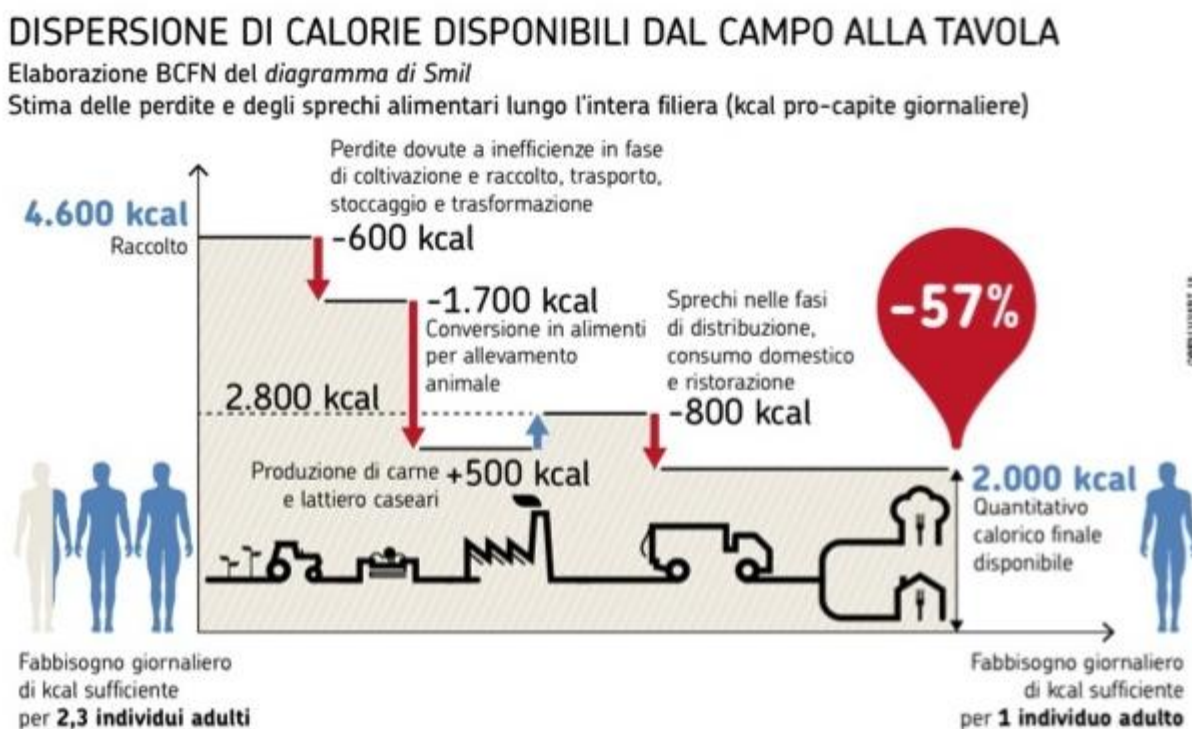 DISPERSIONE DI CALORIE DISPONIBILI DAL CAMPO ALLA TAVOLA
Elaborazione BCFN del diagramma di Smil
Stima delle perdite e degli sprechi alimentari lungo l'intera filiera (kcal pro-capite giornaliere)
4.600 kcal
Raccolto
Perdite dovute a inefficienze in fase
di coltivazione e raccolto, trasporto,
stoccaggio e trasformazione
-600 kcal
-1.700 kcal
Conversione in alimenti
per allevamento
animale
2.800 kcal
Produzione di carne
e lattiero caseari
+500 kcal
Sprechi nelle fasi
di distribuzione,
consumo domestico
e ristorazione
-800 kcal
-57%
2.000 kcal
Quantitativo
calorico finale
disponibile
Fabbisogno giornaliero
di kcal sufficiente
per 2,3 individui adulti
Fabbisogno giornaliero
di kcal sufficiente
per 1 individuo adulto